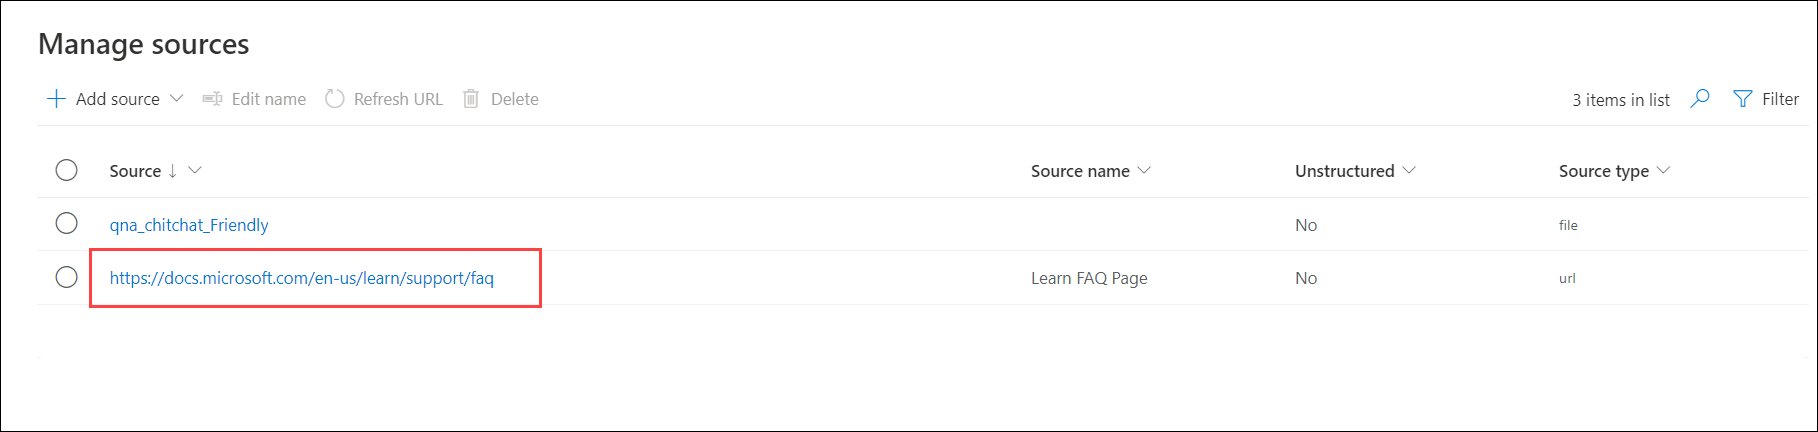 Manage sources
Add source Edit name Refresh URL Delete 3 items in list Filter
Source ↓ Source name Unstructured Source type
qna_chitchat_Friendly No file
https://docs.microsoft.com/en-us/learn/support/faq Learn FAQ Page No url